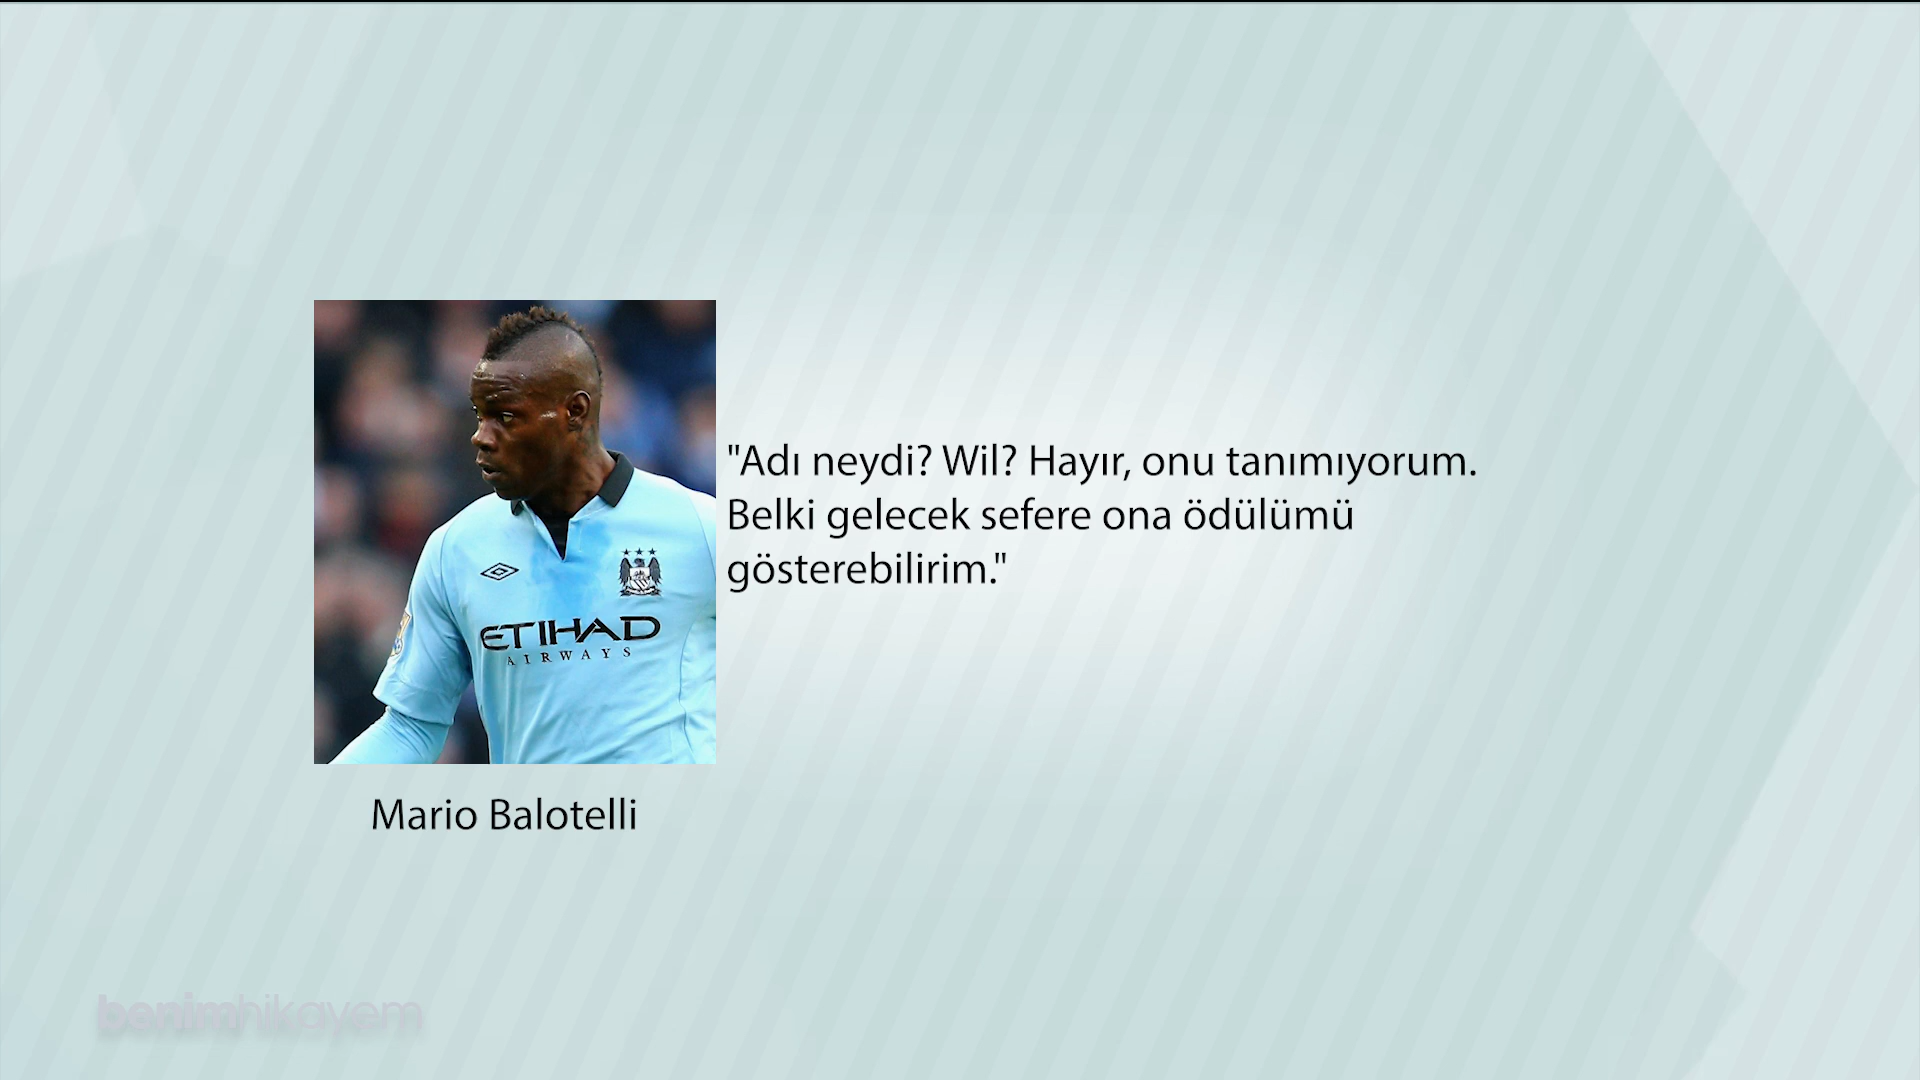 "Adı neydi? Wil? Hayır, onu tanımıyorum.
Belki gelecek sefere ona ödülümü
gösterebilirim."
ETIHAD
AIRWAYS
Mario Balotelli
benimhikayem